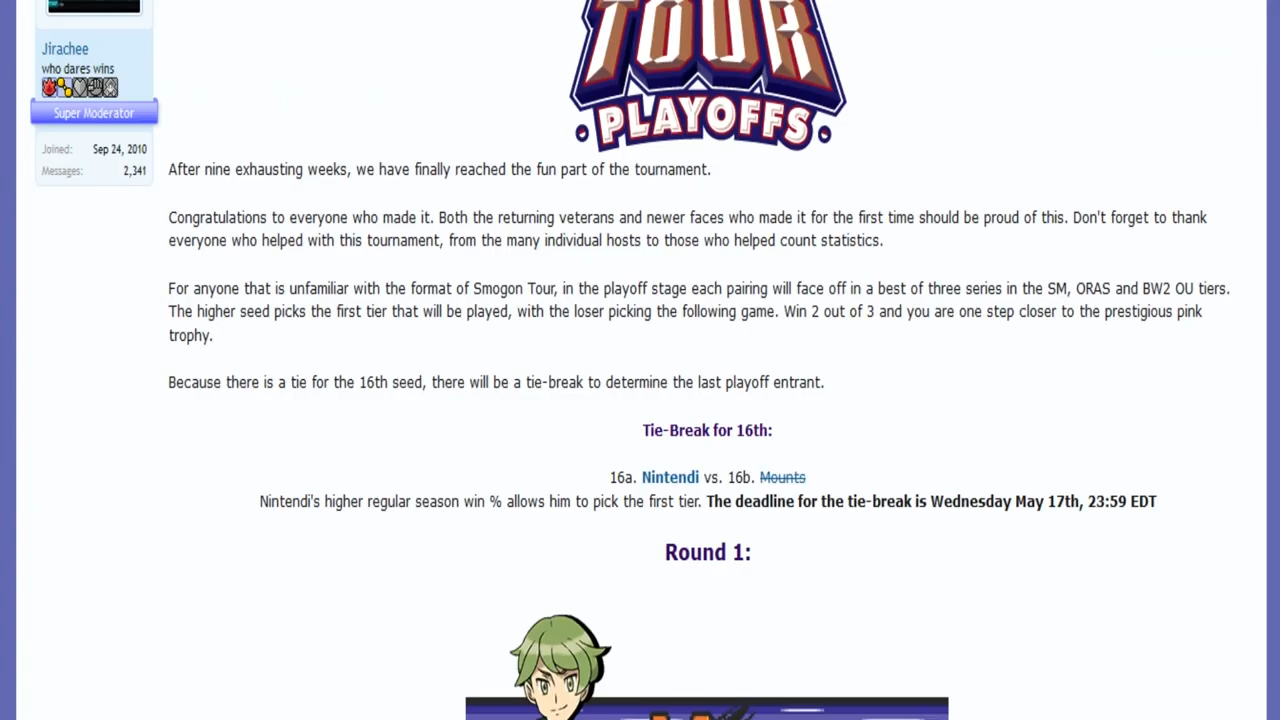 TOUR
PLAYOFFS
Jirachee
who dares wins
Super Moderator
Joined: Sep 24, 2010
Messages: 2,341
After nine exhausting weeks, we have finally reached the fun part of the tournament.
Congratulations to everyone who made it. Both the returning veterans and newer faces who made it for the first time should be proud of this. Don't forget to thank
everyone who helped with this tournament, from the many individual hosts to those who helped count statistics.
For anyone that is unfamiliar with the format of Smogon Tour, in the playoff stage each pairing will face off in a best of three series in the SM, ORAS and BW2 OU tiers.
The higher seed picks the first tier that will be played, with the loser picking the following game. Win 2 out of 3 and you are one step closer to the prestigious pink
trophy.
Because there is a tie for the 16th seed, there will be a tie-break to determine the last playoff entrant.
Tie-Break for 16th:
16a. Nintendi vs. 16b. Mounts
Nintendi's higher regular season win % allows him to pick the first tier. The deadline for the tie-break is Wednesday May 17th, 23:59 EDT
Round 1: